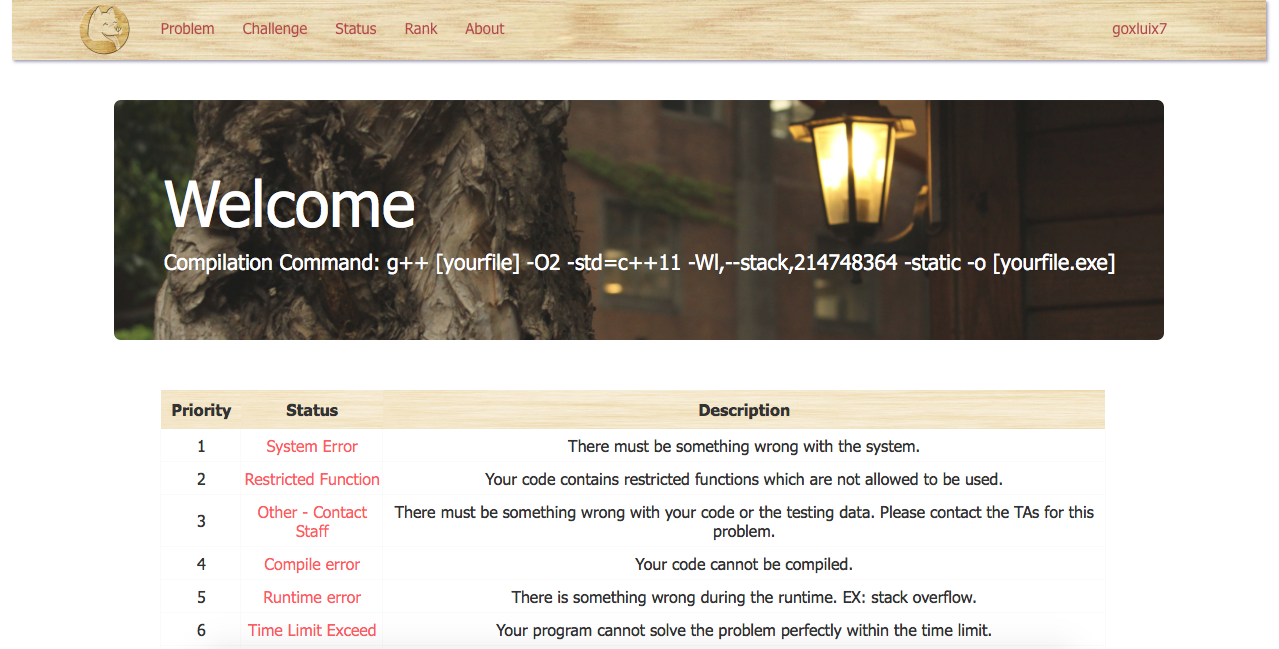 Problem Challenge Status Rank About goxluix7
Welcome
Compilation Command: g++ [yourfile] -O2 -std=c++11 -Wl,--stack,214748364 -static -o [yourfile.exe]
Priority Status Description
1 System Error There must be something wrong with the system.
2 Restricted Function Your code contains restricted functions which are not allowed to be used.
3 Other - Contact Staff There must be something wrong with your code or the testing data. Please contact the TAs for this problem.
4 Compile error Your code cannot be compiled.
5 Runtime error There is something wrong during the runtime. EX: stack overflow.
6 Time Limit Exceed Your program cannot solve the problem perfectly within the time limit.